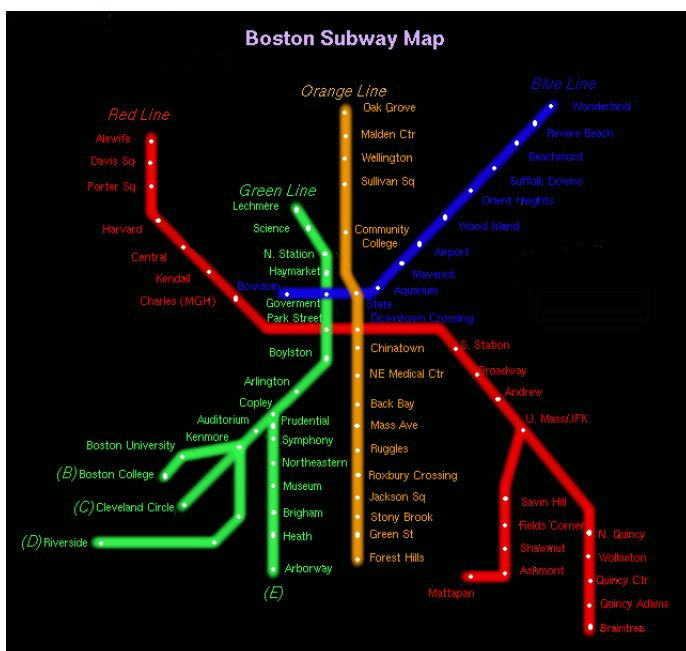 Boston Subway Map
Orange Line
Blue Line
Red Line
Green Line
Oak Grove
Malden Ctr
Wellington
Sullivan Sq
Community
College
Wonderland
Revere Beach
Beachmont
Suffolk Downs
Orient Heights
Wood Island
Airport
Maverick
Aquarium
State
Bowdoin
Alewife
Davis Sq
Porter Sq
Harvard
Central
Kendall
Charles (MGH)
Park Street
Downtown Crossing
S. Station
Broadway
Andrew
U. Mass/JFK
Savin Hill
Fields Corner
Shawmut
Ashmont
Mattapan
N. Quincy
Wollaston
Quincy Ctr
Quincy Adams
Braintree
Lechmere
Science
N. Station
Haymarket
Goverment
Boylston
Arlington
Copley
Auditorium
Kenmore
Boston University
(B) Boston College
(C) Cleveland Circle
(D) Riverside
Prudential
Symphony
Northeastern
Museum
Brigham
Heath
Arborway
(E)
Chinatown
NE Medical Ctr
Back Bay
Mass Ave
Ruggles
Roxbury Crossing
Jackson Sq
Stony Brook
Green St
Forest Hills